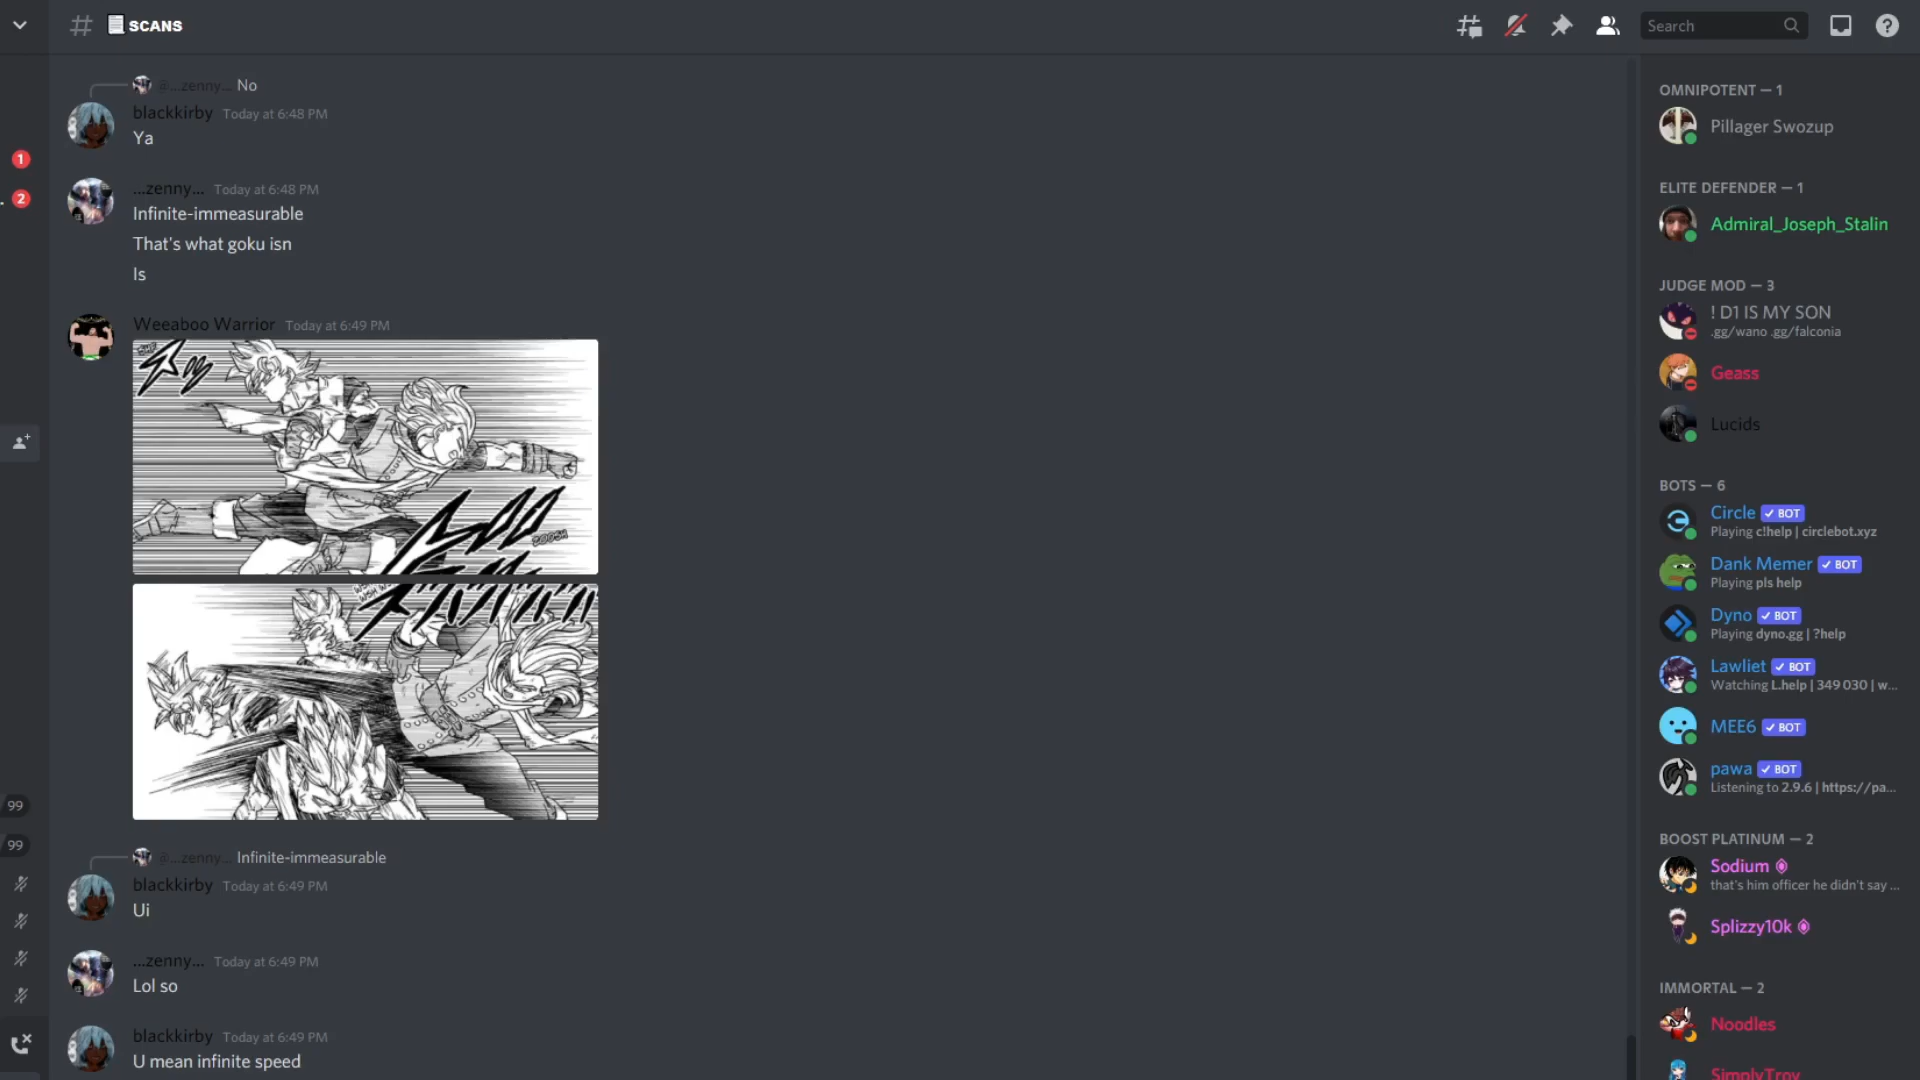 SCANS
Search
@...zenny... No
blackkirby Today at 6:48 PM
Ya
...zenny... Today at 6:48 PM
Infinite-immeasurable
That's what goku isn
Is
Weeaboo Warrior Today at 6:49 PM
ZOOSH
@...zenny... Infinite-immeasurable
blackkirby Today at 6:49 PM
Ui
...zenny... Today at 6:49 PM
Lol so
blackkirby Today at 6:49 PM
U mean infinite speed
1
2
99
99
OMNIPOTENT — 1
Pillager Swozup
ELITE DEFENDER — 1
Admiral_Joseph_Stalin
JUDGE MOD — 3
! D1 IS MY SON
.gg/wano .gg/falconia
Geass
Lucids
BOTS — 6
Circle BOT
Playing c!help | circlebot.xyz
Dank Memer BOT
Playing pls help
Dyno BOT
Playing dyno.gg | ?help
Lawliet BOT
Watching L.help | 349 030 | w...
MEE6 BOT
pawa BOT
Listening to 2.9.6 | https://pa...
BOOST PLATINUM — 2
Sodium
that's him officer he didn't say ...
Splizzy10k
IMMORTAL — 2
Noodles
SimplyTroy